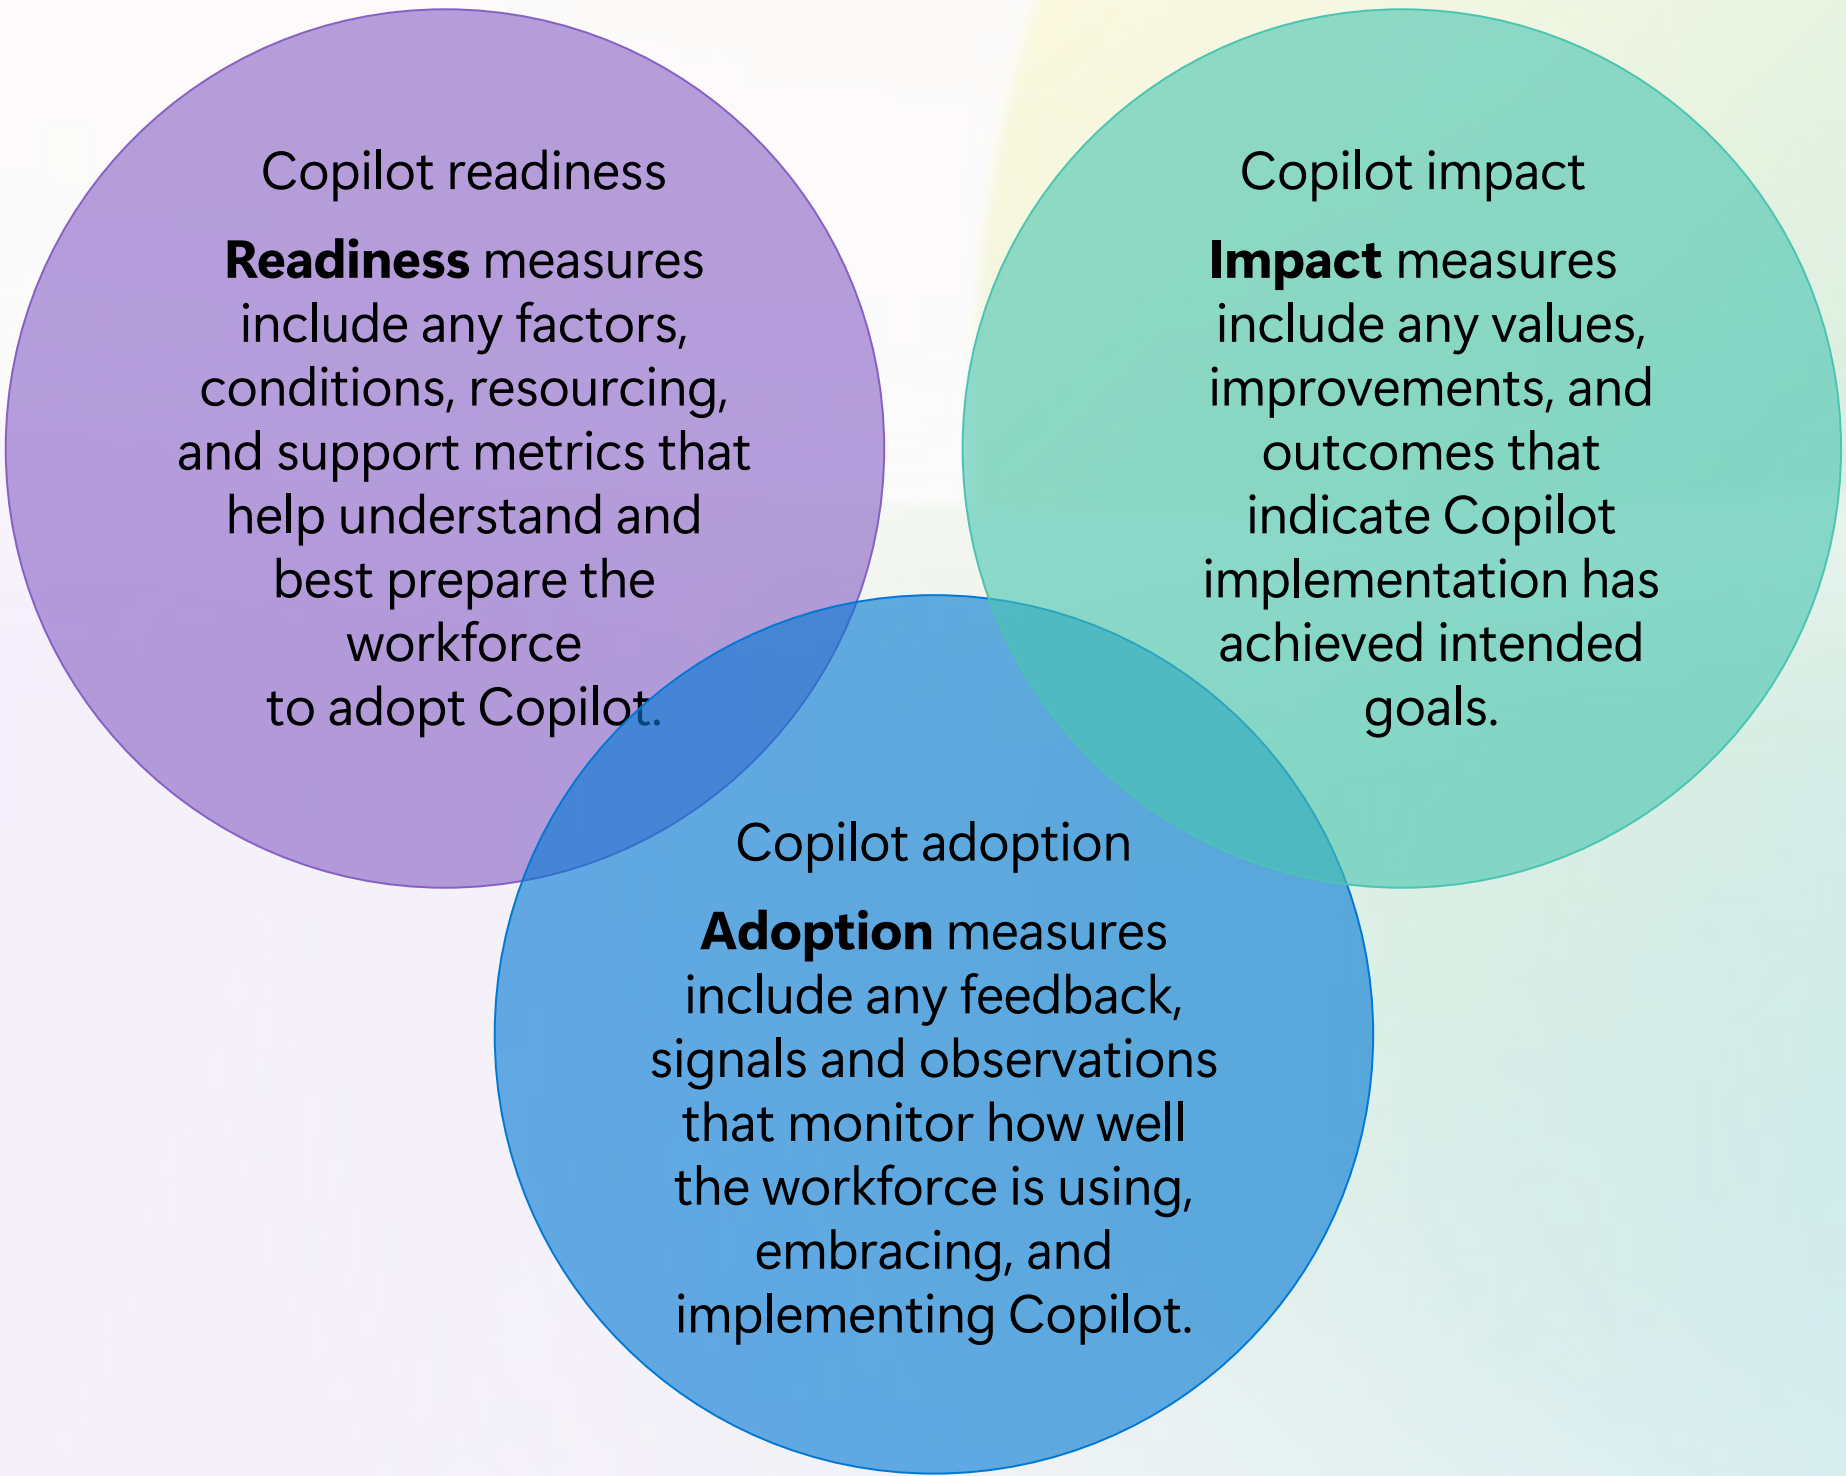 Copilot readiness
Readiness measures
include any factors,
conditions, resourcing,
and support metrics that
help understand and
best prepare the
workforce
to adopt Copilot.
Copilot impact
Impact measures
include any values,
improvements, and
outcomes that
indicate Copilot
implementation has
achieved intended
goals.
Copilot adoption
Adoption measures
include any feedback,
signals and observations
that monitor how well
the workforce is using,
embracing, and
implementing Copilot.